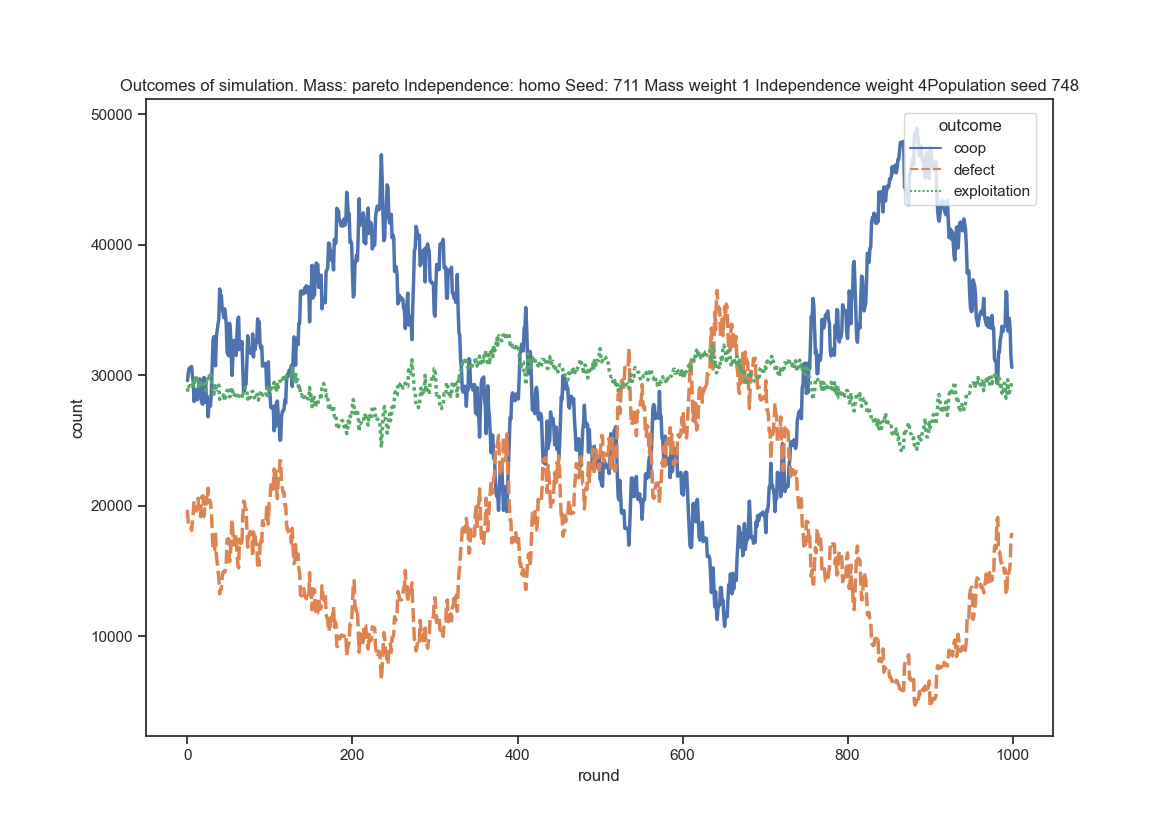 Outcomes of simulation. Mass: pareto Independence: homo Seed: 711 Mass weight 1 Independence weight 4Population seed 748
50000
40000
30000
20000
10000
count
outcome
coop
defect
exploitation
0
200
400
600
800
1000
round